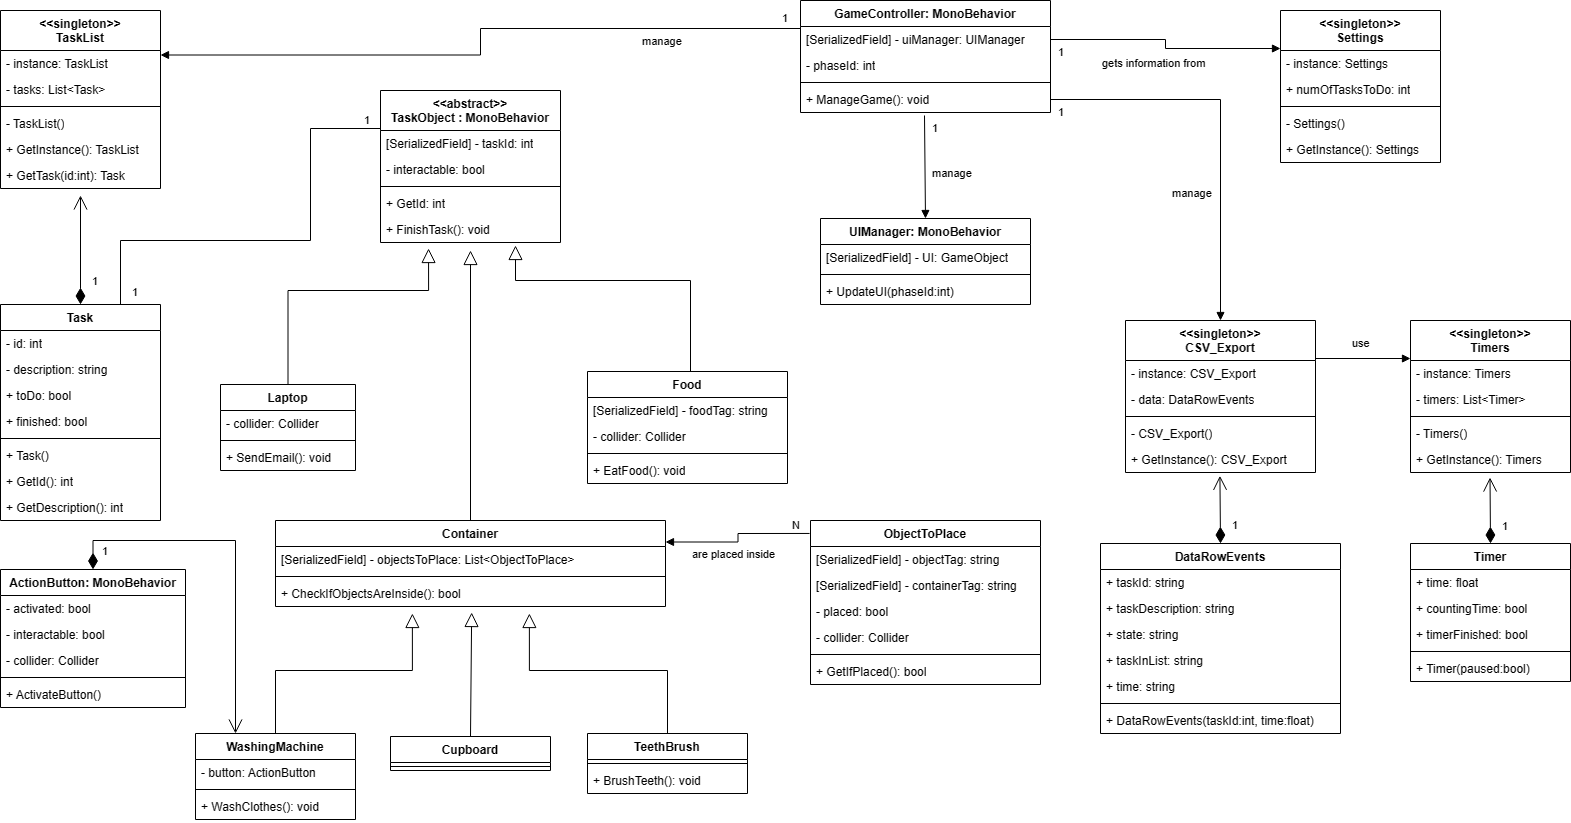 <<singleton>>
TaskList
- instance: TaskList
- tasks: List<Task>
- TaskList()
+ GetInstance(): TaskList
+ GetTask(id:int): Task
1
manage
GameController: MonoBehavior
[SerializedField] - uiManager: UIManager
- phaseId: int
+ ManageGame(): void
1
gets information from
<<singleton>>
Settings
- instance: Settings
+ numOfTasksToDo: int
- Settings()
+ GetInstance(): Settings
1
<<abstract>>
TaskObject : MonoBehavior
[SerializedField] - taskId: int
- interactable: bool
+ GetId: int
+ FinishTask(): void
1
1
manage
1
manage
UIManager: MonoBehavior
[SerializedField] - UI: GameObject
+ UpdateUI(phaseId:int)
1
1
Task
- id: int
- description: string
+ toDo: bool
+ finished: bool
+ Task()
+ GetId(): int
+ GetDescription(): int
Laptop
- collider: Collider
+ SendEmail(): void
Food
[SerializedField] - foodTag: string
- collider: Collider
+ EatFood(): void
<<singleton>>
CSV_Export
- instance: CSV_Export
- data: DataRowEvents
- CSV_Export()
+ GetInstance(): CSV_Export
use
<<singleton>>
Timers
- instance: Timers
- timers: List<Timer>
- Timers()
+ GetInstance(): Timers
1
ActionButton: MonoBehavior
- activated: bool
- interactable: bool
- collider: Collider
+ ActivateButton()
Container
[SerializedField] - objectsToPlace: List<ObjectToPlace>
+ CheckIfObjectsAreInside(): bool
N
are placed inside
ObjectToPlace
[SerializedField] - objectTag: string
[SerializedField] - containerTag: string
- placed: bool
- collider: Collider
+ GetIfPlaced(): bool
1
DataRowEvents
+ taskId: string
+ taskDescription: string
+ state: string
+ taskInList: string
+ time: string
+ DataRowEvents(taskId:int, time:float)
1
Timer
+ time: float
+ countingTime: bool
+ timerFinished: bool
+ Timer(paused:bool)
WashingMachine
- button: ActionButton
+ WashClothes(): void
Cupboard
TeethBrush
+ BrushTeeth(): void